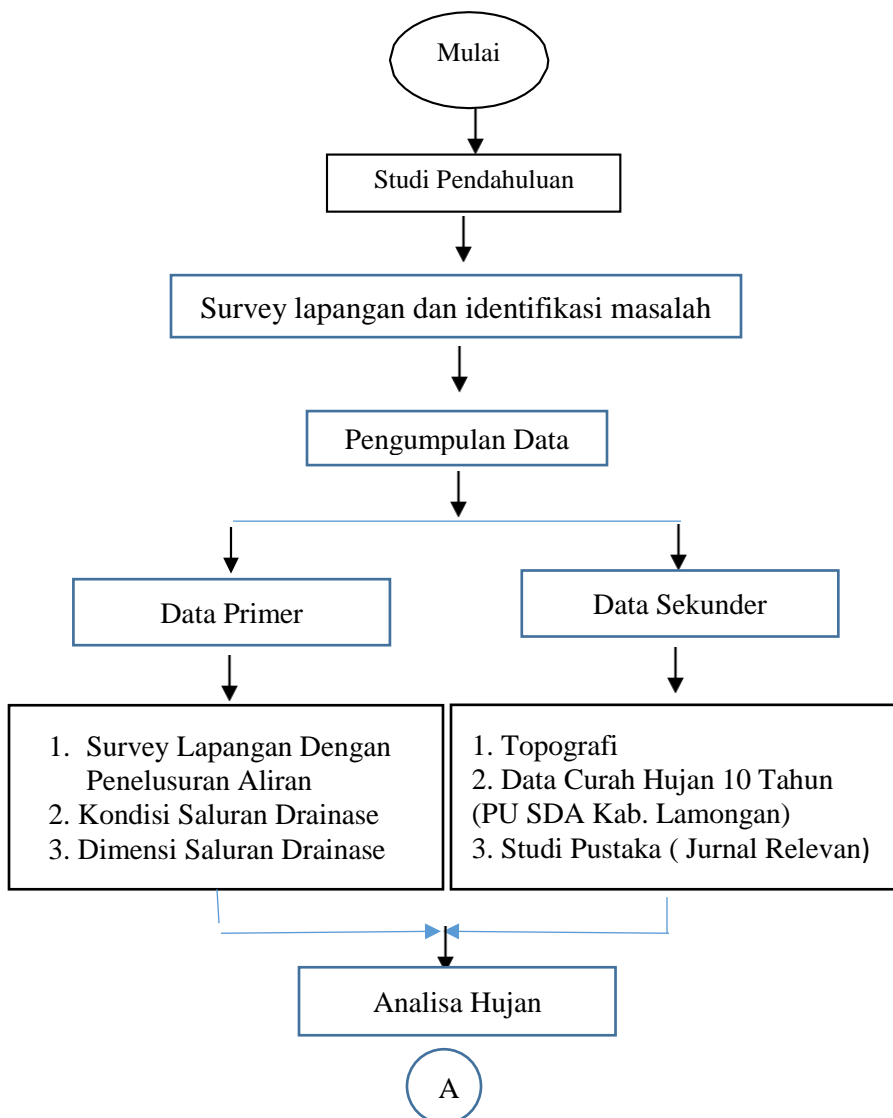 Mulai
Studi Pendahuluan
Survey lapangan dan identifikasi masalah
Pengumpulan Data
Data Primer
Data Sekunder
1. Survey Lapangan Dengan
Penelusuran Aliran
2. Kondisi Saluran Drainase
3. Dimensi Saluran Drainase
1. Topografi
2. Data Curah Hujan 10 Tahun
(PU SDA Kab. Lamongan)
3. Studi Pustaka ( Jurnal Relevan)
Analisa Hujan
A